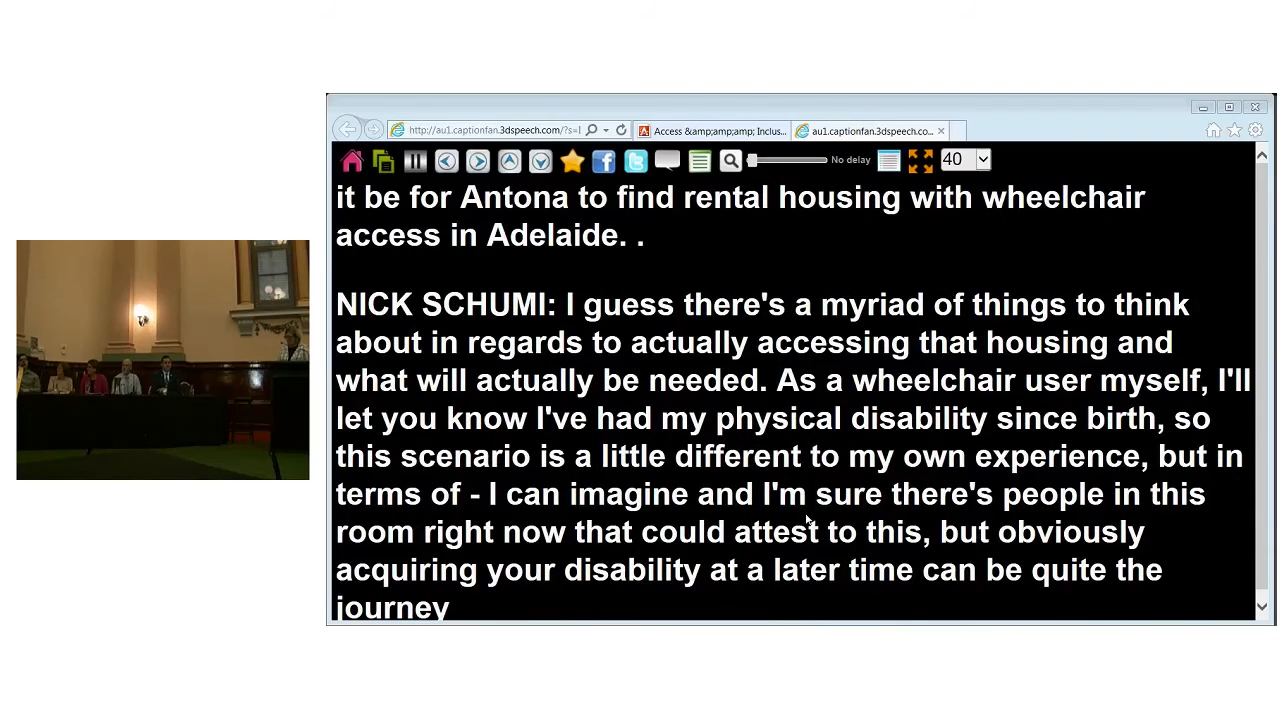 http://au1.captionfan.3dspeech.com/?s=I
Access &amp;amp;amp; Inclus...
au1.captionfan.3dspeech.co...
No delay
40
it be for Antona to find rental housing with wheelchair
access in Adelaide. .
NICK SCHUMI: I guess there's a myriad of things to think
about in regards to actually accessing that housing and
what will actually be needed. As a wheelchair user myself, I'll
let you know I've had my physical disability since birth, so
this scenario is a little different to my own experience, but in
terms of - I can imagine and I'm sure there's people in this
room right now that could attest to this, but obviously
acquiring your disability at a later time can be quite the
journey